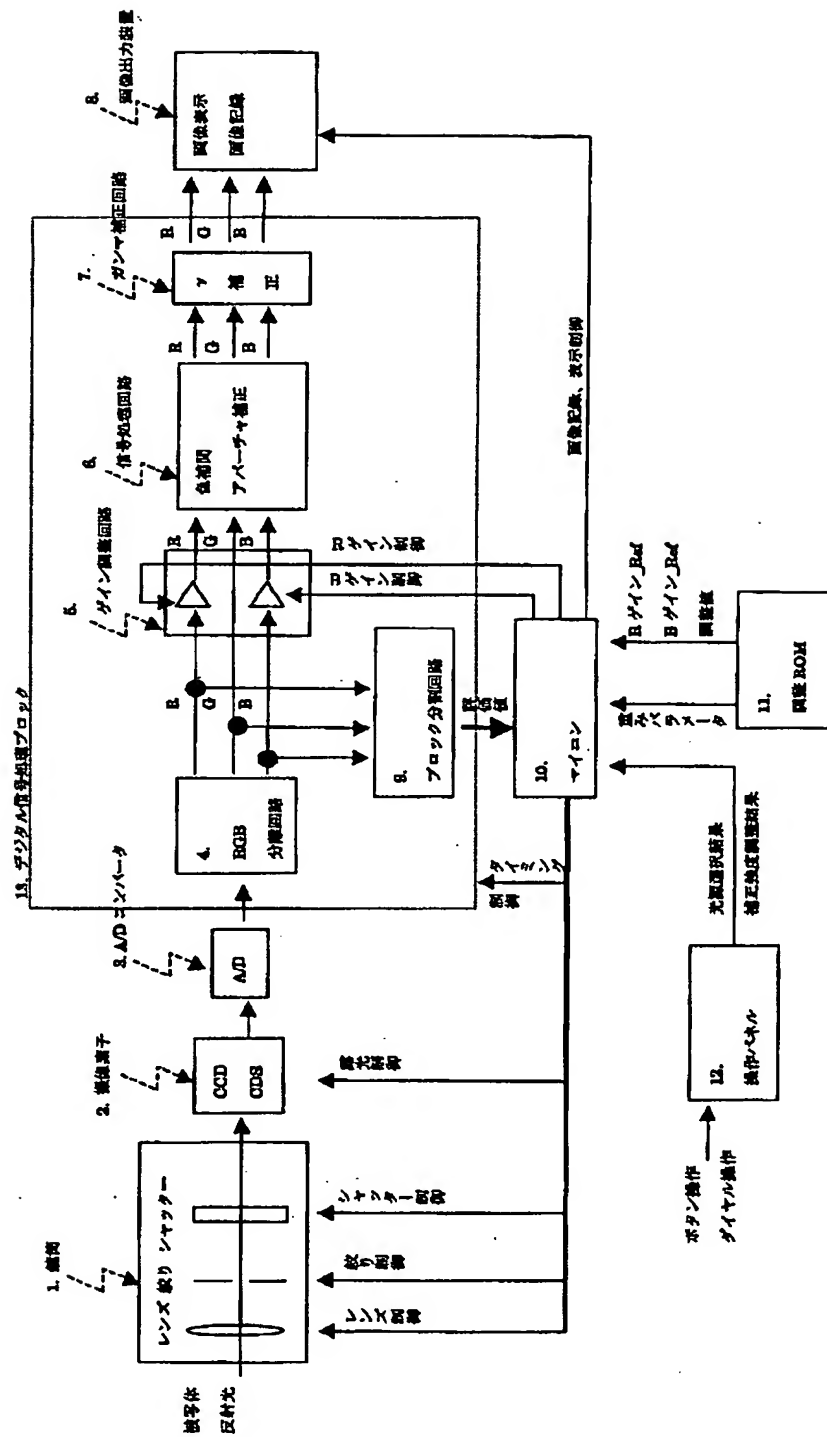 被写体
反射光
1. 鏡筒
レンズ 絞り シャッター
2. 撮像素子
CCD
CDS
3. A/D コンバータ
A/D
13. デジタル信号処理ブロック
4.
RGB
分離回路
R
G
B
5.
ゲイン調整回路
R
G
B
6.
信号処理回路
色補間
アパーチャ補正
R
G
B
7.
ガンマ補正回路
γ
補
正
R
G
B
8.
画像出力装置
画像表示
画像記録
9.
ブロック分割回路
評価値
Rゲイン制御
Bゲイン制御
レンズ制御
絞り制御
シャッター制御
露光制御
タイミング
制御
10.
マイコン
画像記録、表示制御
Rゲイン_Ref
Bゲイン_Ref
調整値
重みパラメータ
11.
調整 ROM
光源選択結果
補正強度調整結果
12.
操作パネル
ボタン操作
ダイヤル操作